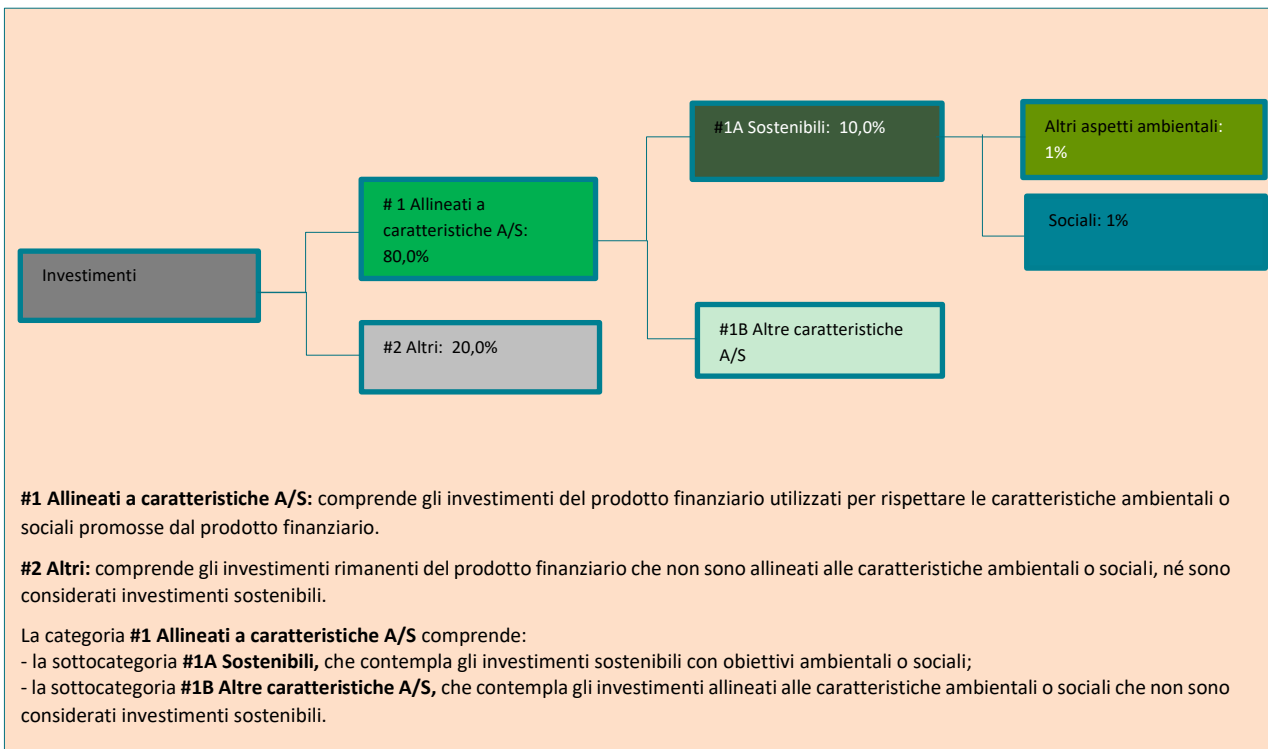 #1A Sostenibili: 10,0%
Altri aspetti ambientali:
1%
# 1 Allineati a
caratteristiche A/S:
80,0%
Sociali: 1%
Investimenti
#2 Altri: 20,0%
#1B Altre caratteristiche
A/S
#1 Allineati a caratteristiche A/S: comprende gli investimenti del prodotto finanziario utilizzati per rispettare le caratteristiche ambientali o
sociali promosse dal prodotto finanziario.
#2 Altri: comprende gli investimenti rimanenti del prodotto finanziario che non sono allineati alle caratteristiche ambientali o sociali, né sono
considerati investimenti sostenibili.
La categoria #1 Allineati a caratteristiche A/S comprende:
- la sottocategoria #1A Sostenibili, che contempla gli investimenti sostenibili con obiettivi ambientali o sociali;
- la sottocategoria #1B Altre caratteristiche A/S, che contempla gli investimenti allineati alle caratteristiche ambientali o sociali che non sono
considerati investimenti sostenibili.